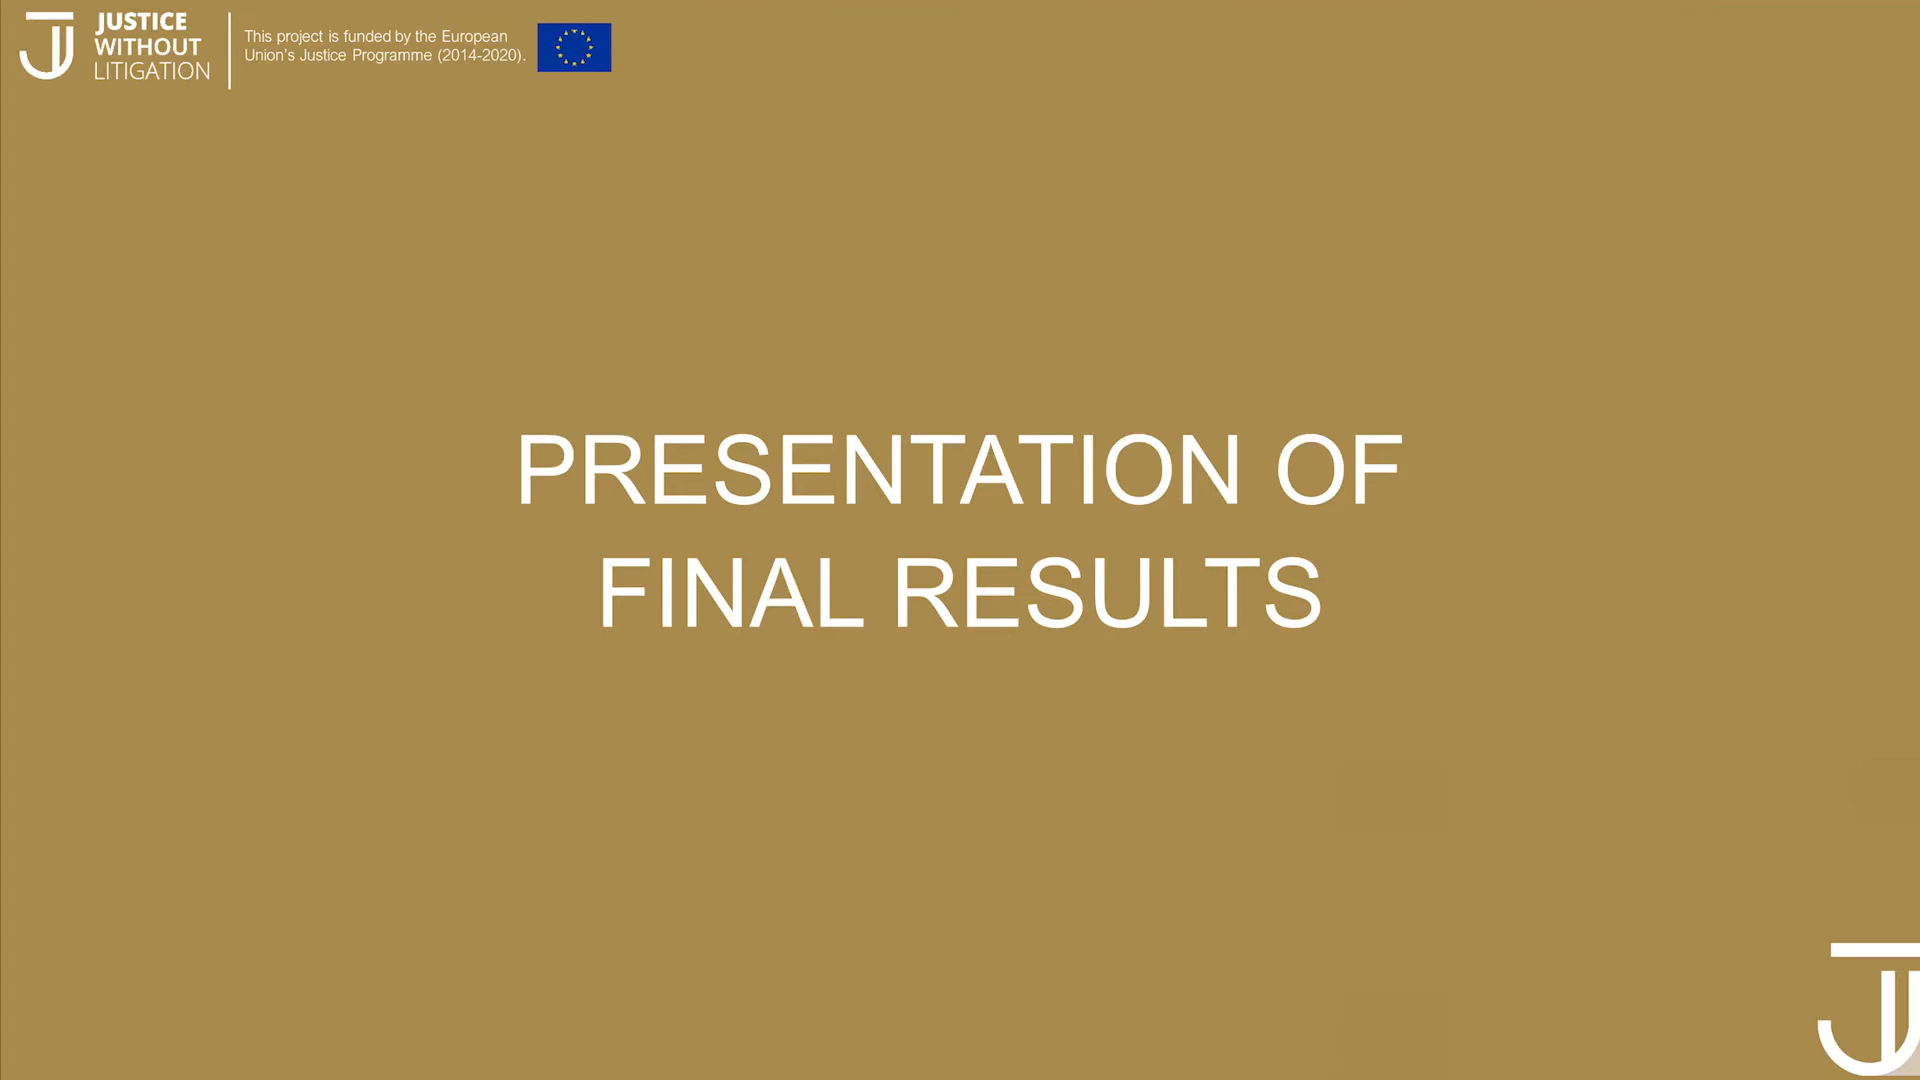 JUSTICE
WITHOUT
LITIGATION
This project is funded by the European
Union's Justice Programme (2014-2020).
PRESENTATION OF
FINAL RESULTS